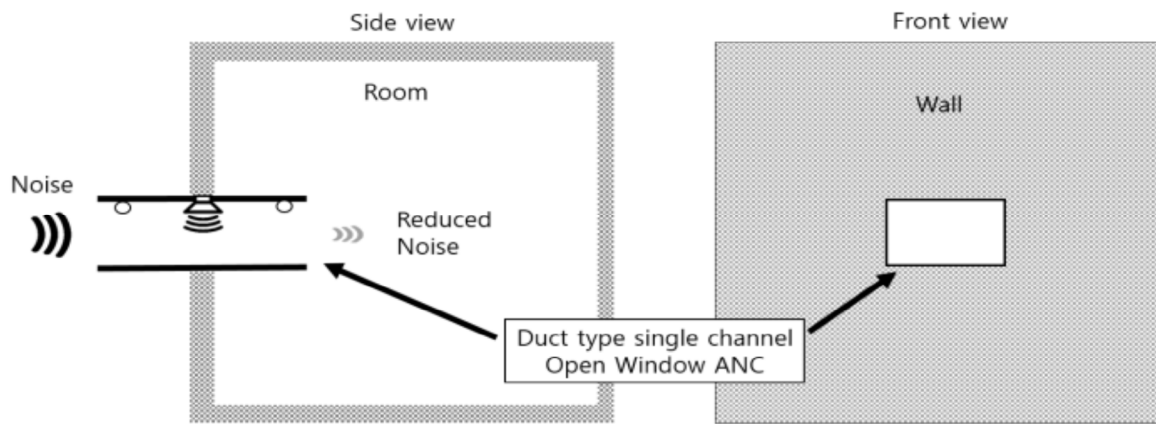 Side view
Front view
Room
Wall
Noise
Reduced
Noise
Duct type single channel
Open Window ANC